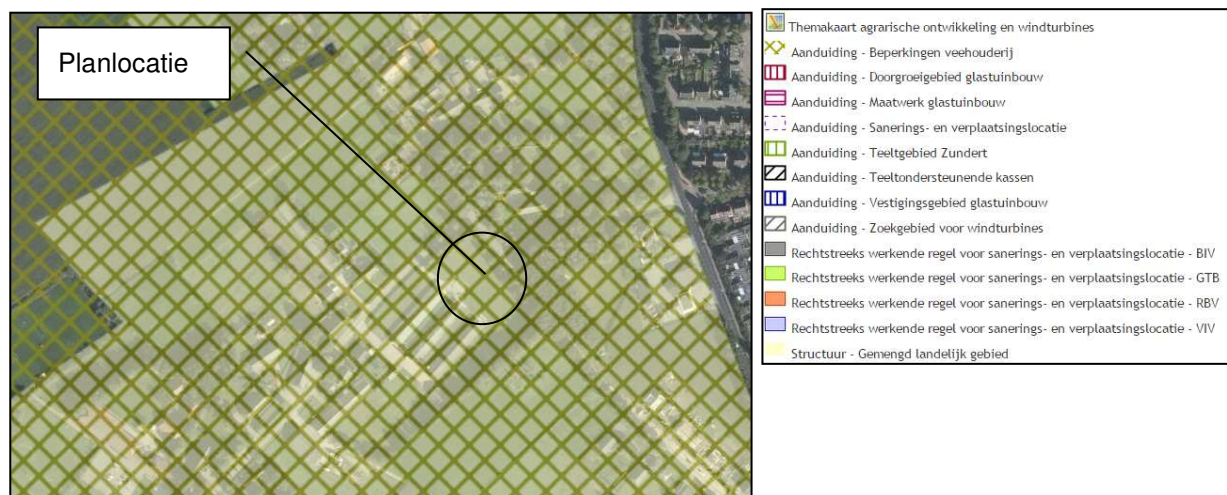 Planlocatie
Themakaart agrarische ontwikkeling en windturbines
Aanduiding - Beperkingen veehouderij
Aanduiding - Doorgroeigebied glastuinbouw
Aanduiding - Maatwerk glastuinbouw
Aanduiding - Sanerings- en verplaatsingslocatie
Aanduiding - Teeltgebied Zundert
Aanduiding - Teeltondersteunende kassen
Aanduiding - Vestigingsgebied glastuinbouw
Aanduiding - Zoekgebied voor windturbines
Rechtstreeks werkende regel voor sanerings- en verplaatsingslocatie - BIV
Rechtstreeks werkende regel voor sanerings- en verplaatsingslocatie - GTB
Rechtstreeks werkende regel voor sanerings- en verplaatsingslocatie - RBV
Rechtstreeks werkende regel voor sanerings- en verplaatsingslocatie - VIV
Structuur - Gemengd landelijk gebied